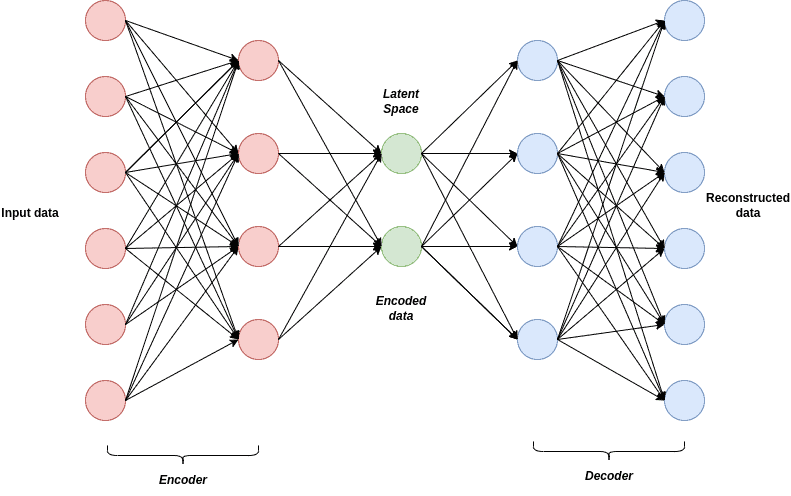 Latent
Space
Input data
Reconstructed
data
Encoded
data
Encoder
Decoder